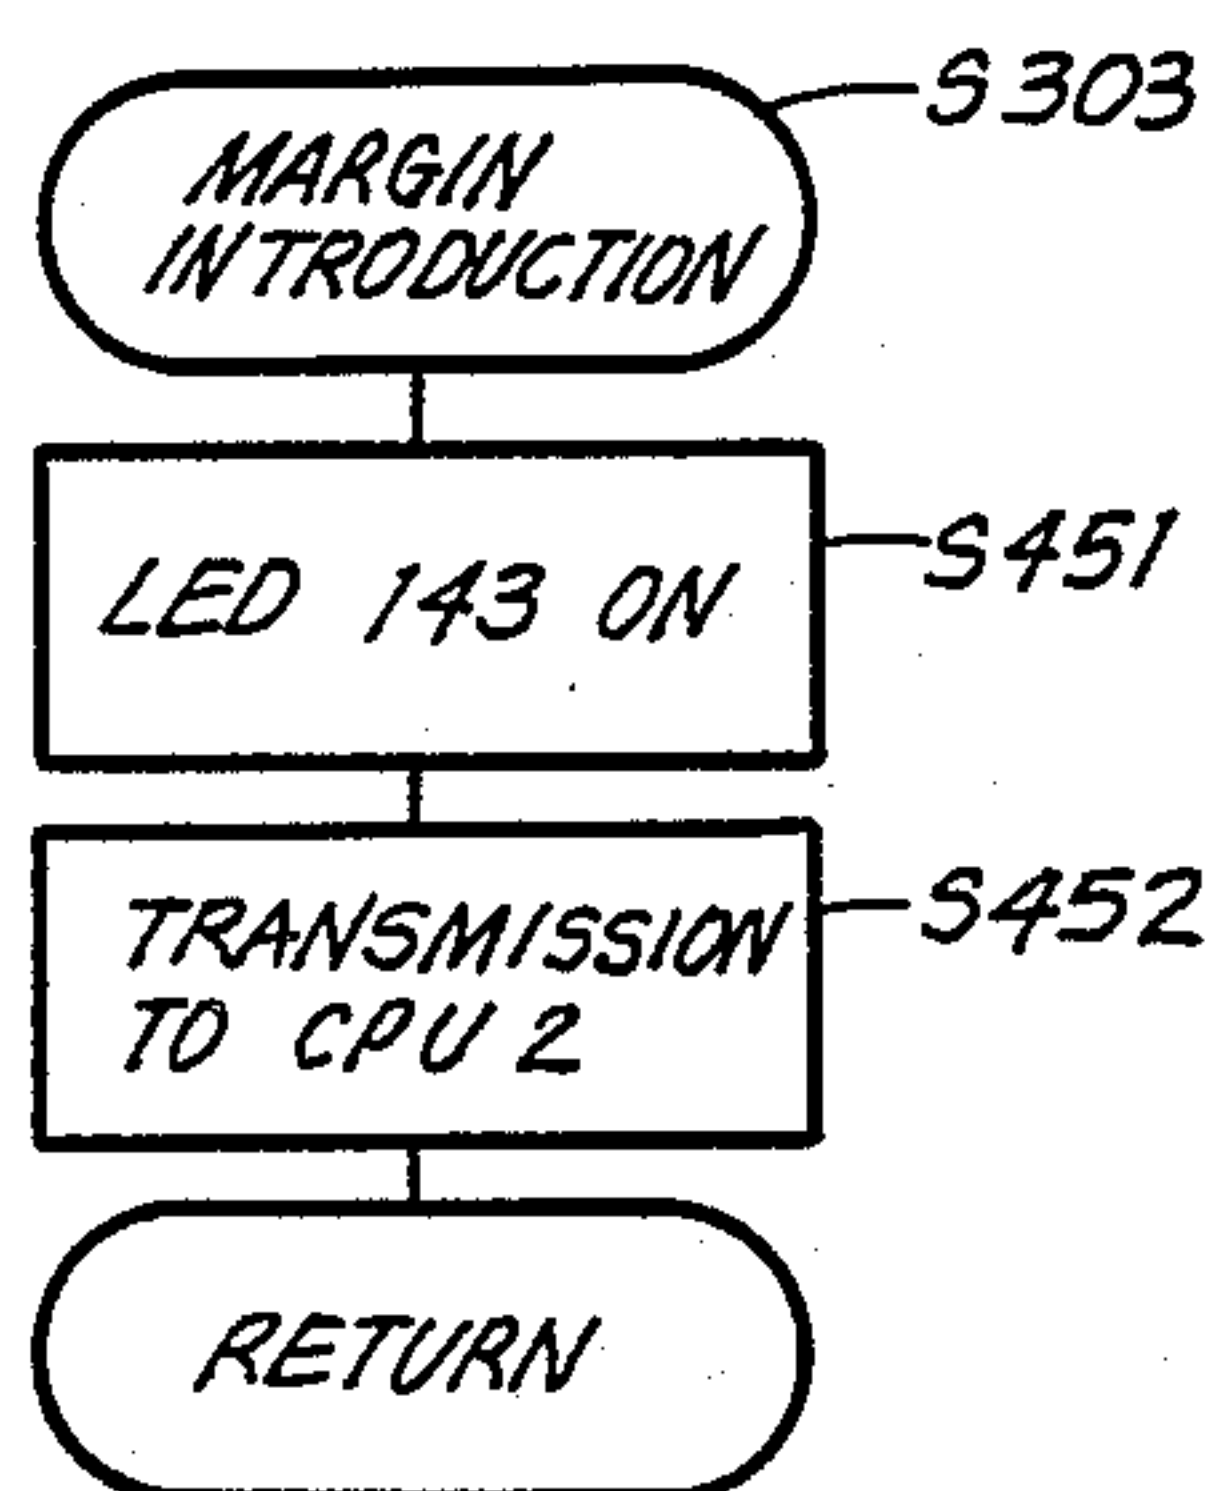 S303
MARGIN
INTRODUCTION
LED 143 ON
S451
TRANSMISSION
TO CPU 2
S452
RETURN